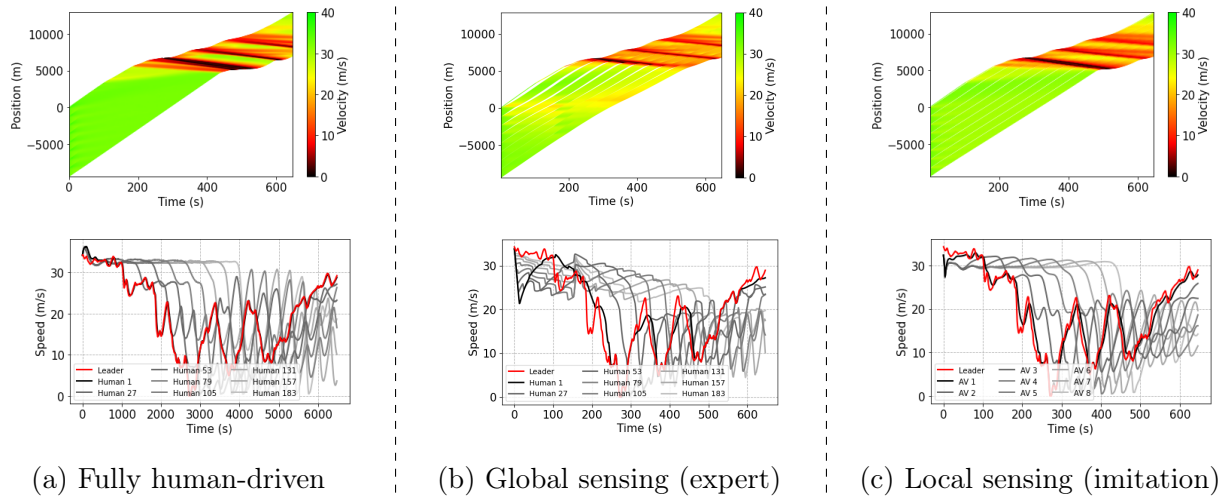 10000
5000
0
−5000
Position (m)
0
200
400
600
Time (s)
40
30
20
10
0
Velocity (m/s)
10000
5000
0
−5000
Position (m)
200
400
600
Time (s)
40
30
20
10
0
Velocity (m/s)
10000
5000
0
−5000
Position (m)
200
400
600
Time (s)
40
30
20
10
0
Velocity (m/s)
30
20
10
0
Speed (m/s)
Leader
Human 1
Human 27
Human 53
Human 79
Human 105
Human 131
Human 157
Human 183
0 1000 2000 3000 4000 5000 6000
Time (s)
30
20
10
0
Speed (m/s)
Leader
Human 1
Human 27
Human 53
Human 79
Human 105
Human 131
Human 157
Human 183
0 100 200 300 400 500 600
Time (s)
30
20
10
0
Speed (m/s)
Leader
AV 1
AV 2
AV 3
AV 4
AV 5
AV 6
AV 7
AV 8
0 100 200 300 400 500 600
Time (s)
(a) Fully human-driven
(b) Global sensing (expert)
(c) Local sensing (imitation)